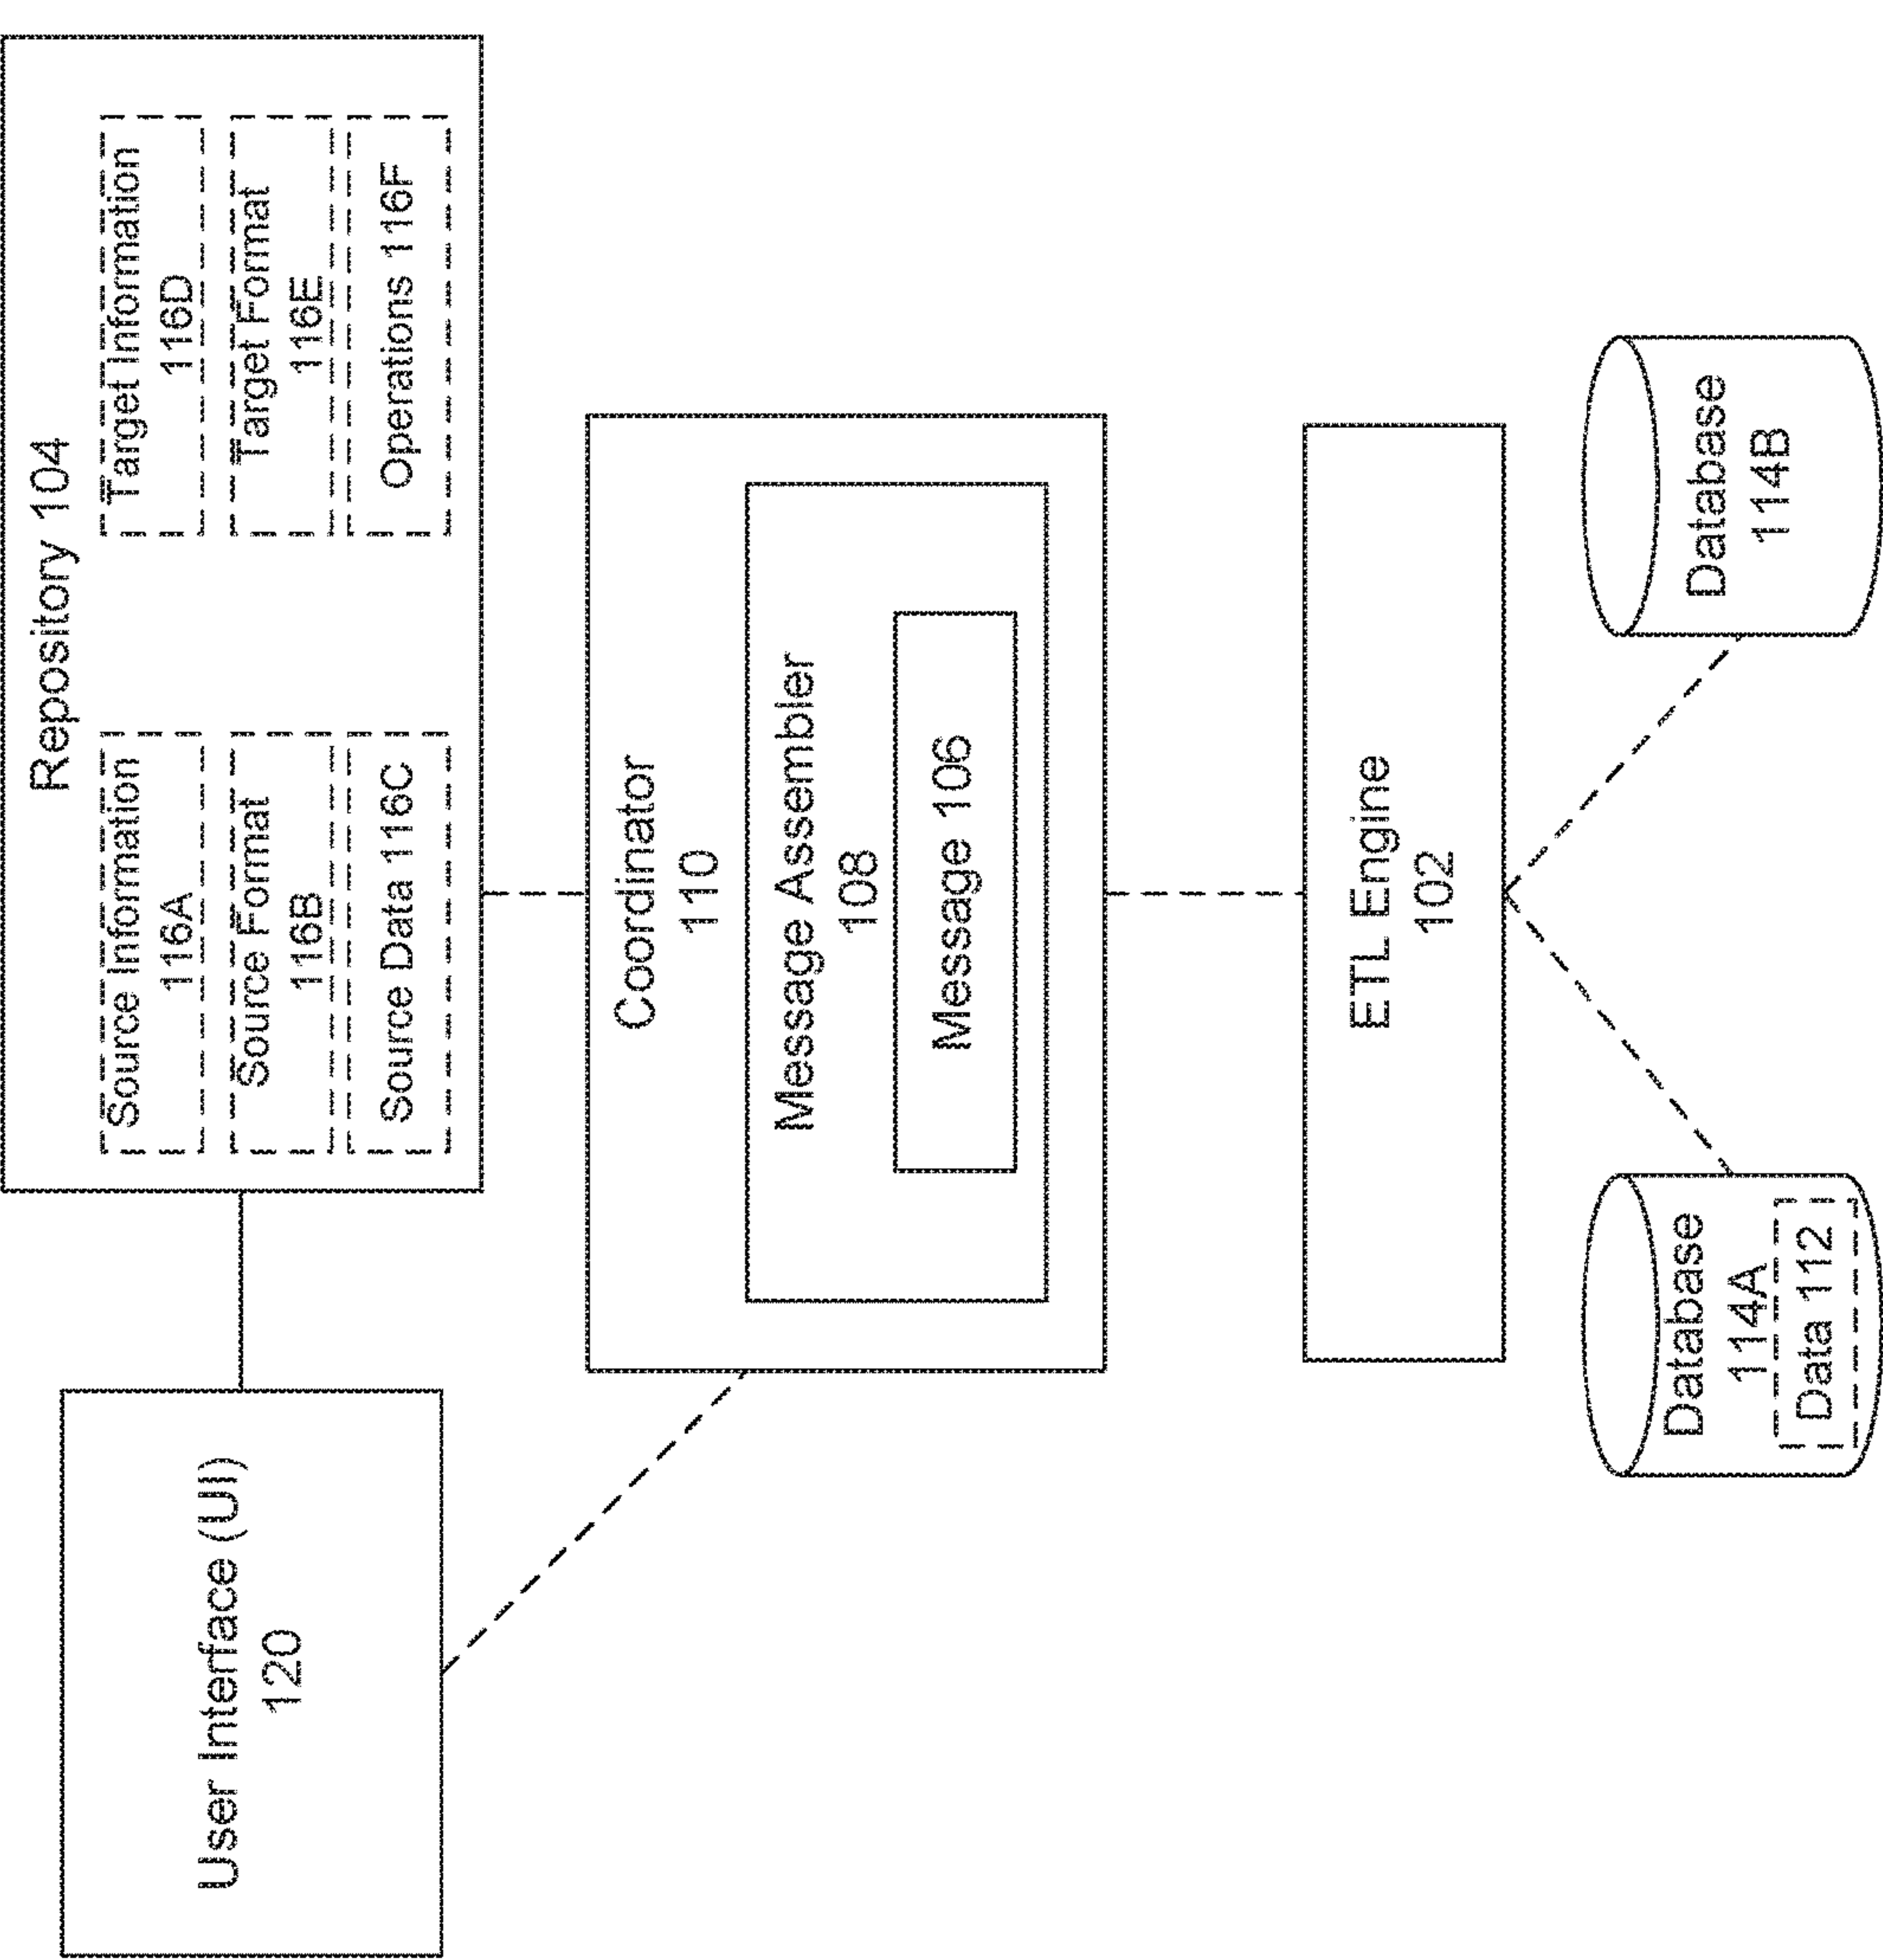 User Interface (UI)
120
Repository 104
Source Information
116A
Source Format
116B
Source Data 116C
Target Information
116D
Target Format
116E
Operations 116F
Coordinator
110
Message Assembler
108
Message 106
ETL Engine
102
Database
114A
Data 112
Database
114B